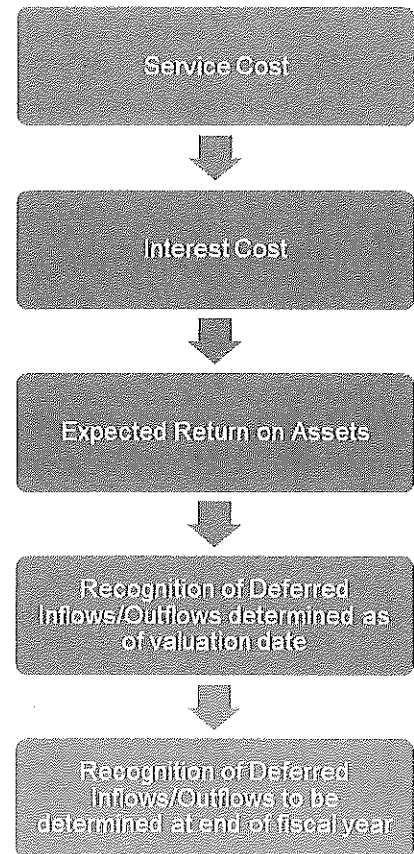 Service Cost
Interest Cost
Expected Return on Assets
Recognition of Deferred
Inflows/Outflows determined as
of valuation date
Recognition of Deferred
Inflows/Outflows to be
determined at end of fiscal year